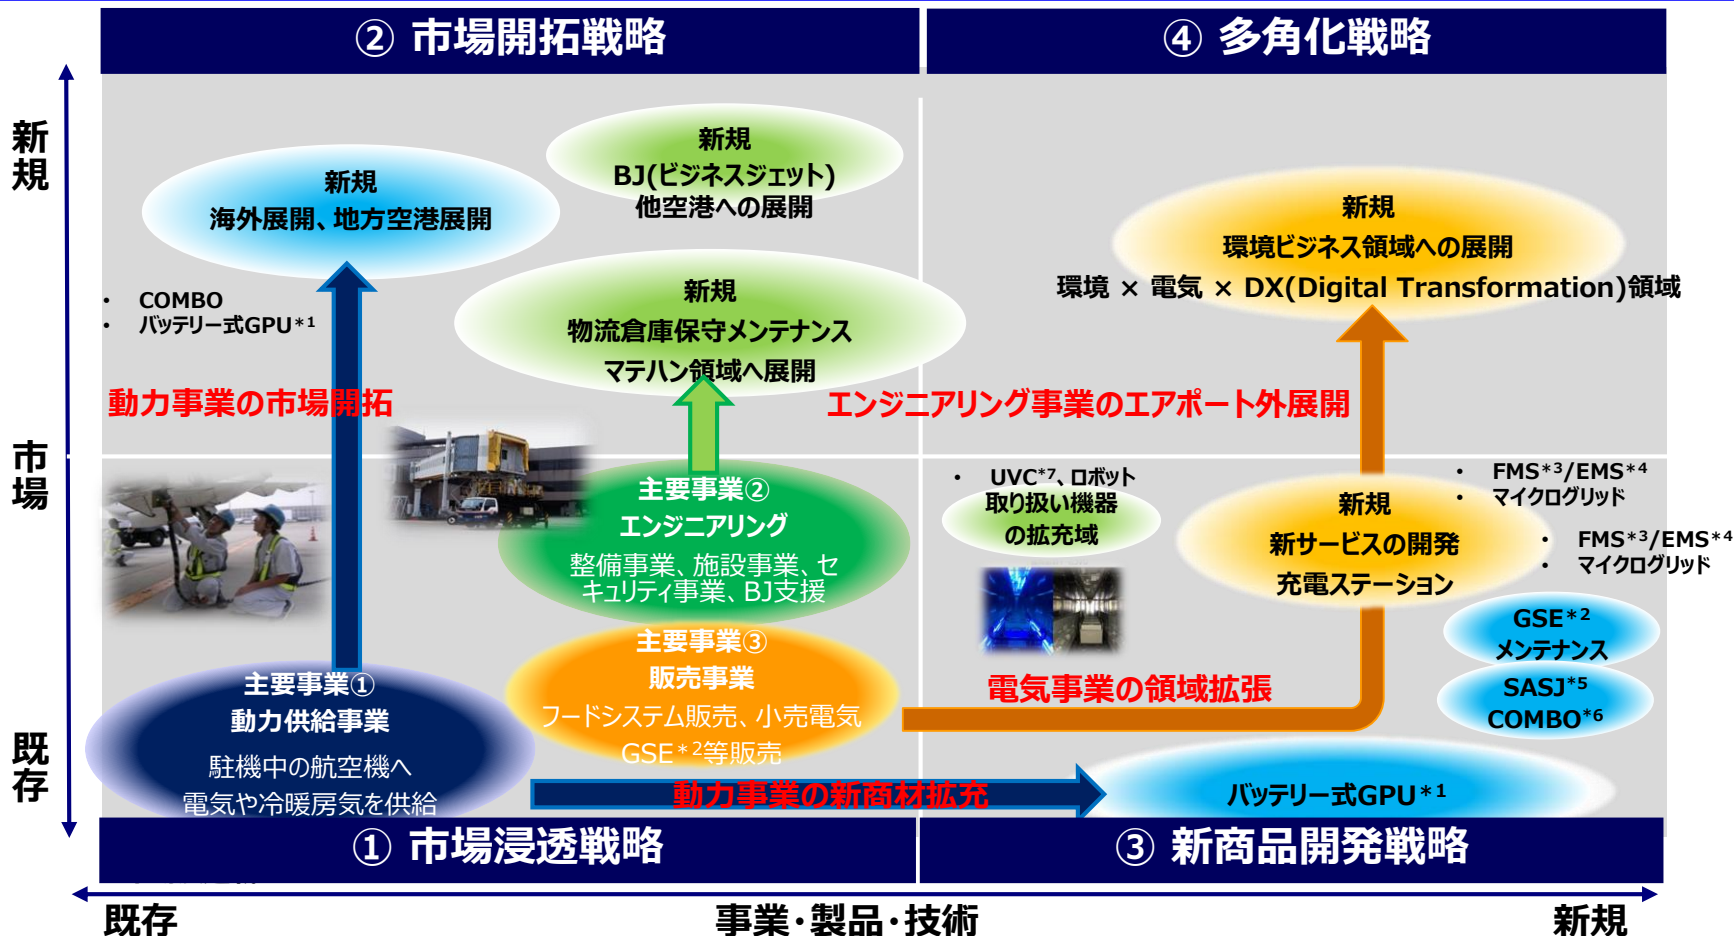 ② 市場開拓戦略
④ 多角化戦略
新規
市場
既存
新規
海外展開、地方空港展開
新規
BJ(ビジネスジェット)
他空港への展開
・ COMBO
・ バッテリー式GPU*1
新規
物流倉庫保守メンテナンス
マテハン領域へ展開
新規
環境ビジネス領域への展開
環境 × 電気 × DX(Digital Transformation)領域
動力事業の市場開拓
エンジニアリング事業のエアポート外展開
主要事業②
エンジニアリング
整備事業、施設事業、セ
キュリティ事業、BJ支援
・ UVC*7、ロボット
取り扱い機器
の拡充域
新規
新サービスの開発
充電ステーション
・ FMS*3/EMS*4
・ マイクログリッド
・ FMS*3/EMS*4
・ マイクログリッド
GSE*2
メンテナンス
SASJ*5
COMBO*6
主要事業③
販売事業
フードシステム販売、小売電気
GSE*2等販売
電気事業の領域拡張
主要事業①
動力供給事業
駐機中の航空機へ
電気や冷暖房気を供給
動力事業の新商材拡充
バッテリー式GPU*1
① 市場浸透戦略
③ 新商品開発戦略
既存
事業・製品・技術
新規